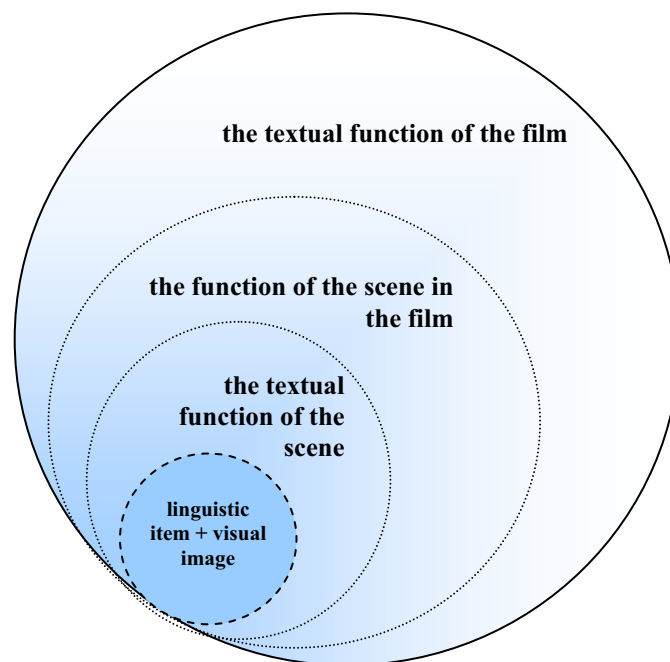 the textual function of the film
the function of the scene in
the film
the textual
function of the
scene
linguistic
item + visual
image